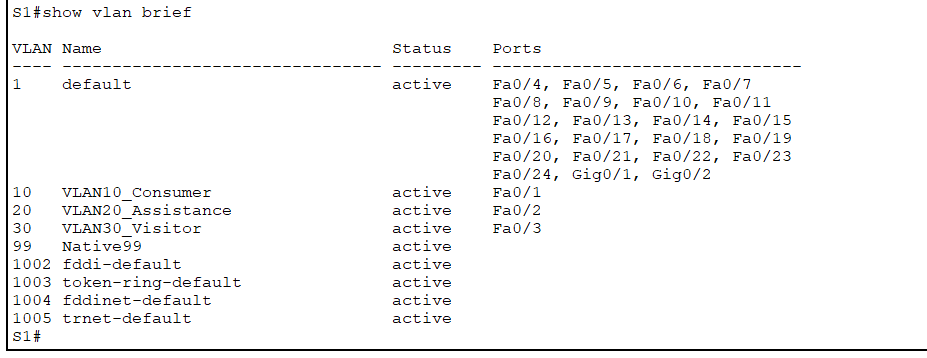 S1#show vlan brief
VLAN Name                             Status    Ports
---- -------------------------------- --------- -------------------------------
1    default                          active    Fa0/4, Fa0/5, Fa0/6, Fa0/7
                                                Fa0/8, Fa0/9, Fa0/10, Fa0/11
                                                Fa0/12, Fa0/13, Fa0/14, Fa0/15
                                                Fa0/16, Fa0/17, Fa0/18, Fa0/19
                                                Fa0/20, Fa0/21, Fa0/22, Fa0/23
                                                Fa0/24, Gig0/1, Gig0/2
10   VLAN10_Consumer                  active    Fa0/1
20   VLAN20_Assistance                active    Fa0/2
30   VLAN30_Visitor                   active    Fa0/3
99   Native99                         active
1002 fddi-default                     active
1003 token-ring-default               active
1004 fddinet-default                  active
1005 trnet-default                    active
S1#